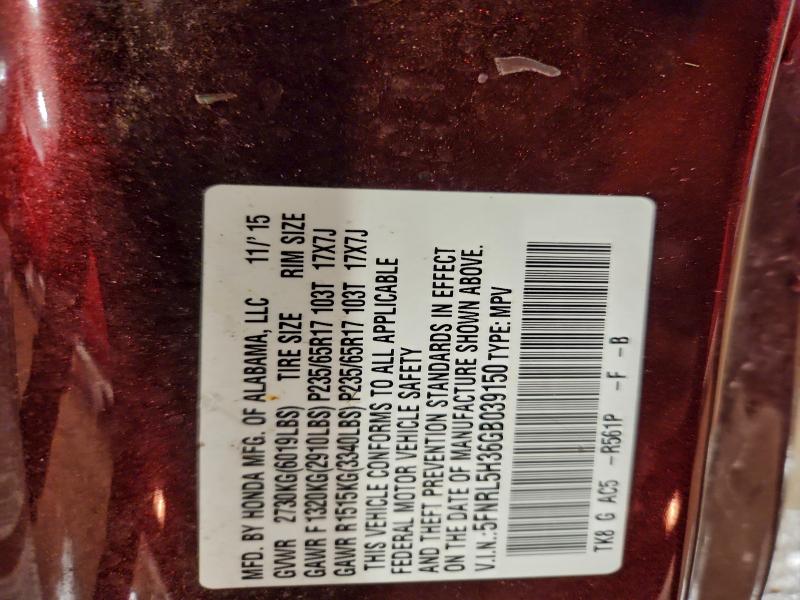 MFD. BY HONDA MFG. OF ALABAMA, LLC 11/'15
GVWR 2730KG(6019LBS) TIRE SIZE RIM SIZE
GAWR F 1320KG(2910LBS) P235/65R17 103T 17X7J
GAWR R 1515KG(3340LBS) P235/65R17 103T 17X7J
THIS VEHICLE CONFORMS TO ALL APPLICABLE
FEDERAL MOTOR VEHICLE SAFETY
AND THEFT PREVENTION STANDARDS IN EFFECT
ON THE DATE OF MANUFACTURE SHOWN ABOVE.
V.I.N.:5FNRL5H36GB039150 TYPE: MPV
TK8 G AC5 -R561P -F -B